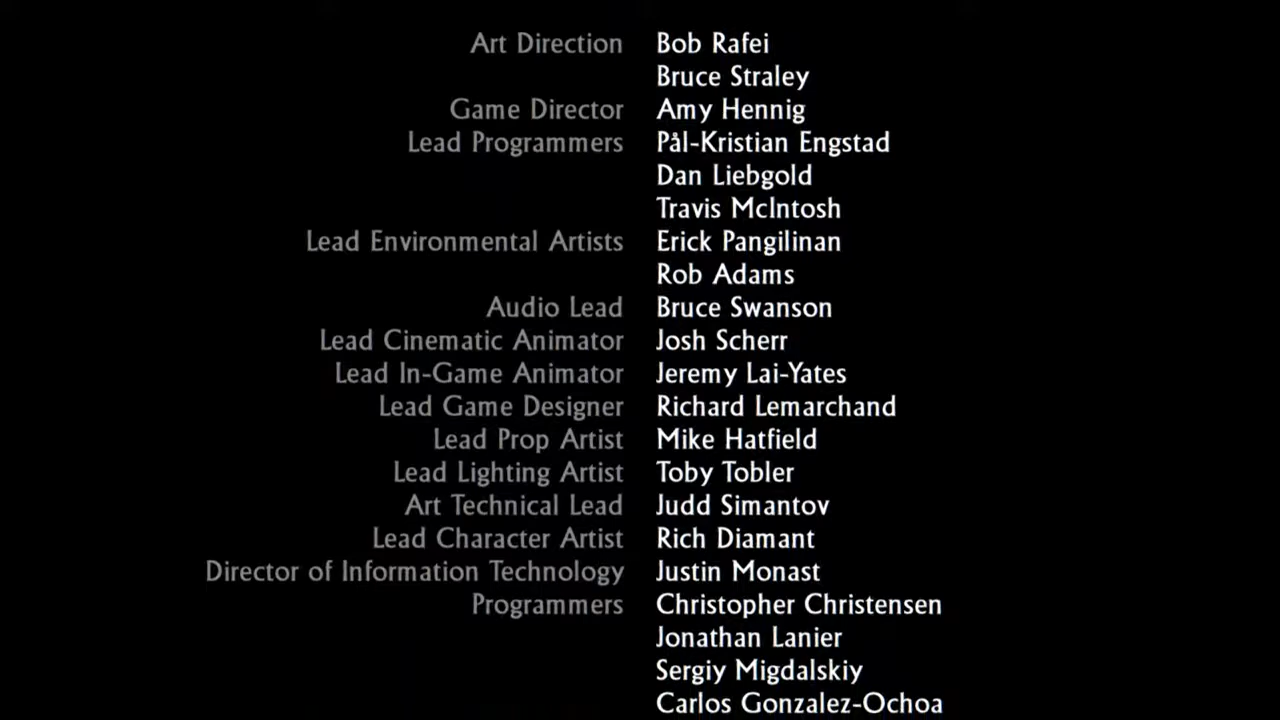 Art Direction Bob Rafei
Bruce Straley
Game Director Amy Hennig
Lead Programmers Pål-Kristian Engstad
Dan Liebgold
Travis McIntosh
Lead Environmental Artists Erick Pangilinan
Rob Adams
Audio Lead Bruce Swanson
Lead Cinematic Animator Josh Scherr
Lead In-Game Animator Jeremy Lai-Yates
Lead Game Designer Richard Lemarchand
Lead Prop Artist Mike Hatfield
Lead Lighting Artist Toby Tobler
Art Technical Lead Judd Simantov
Lead Character Artist Rich Diamant
Director of Information Technology Justin Monast
Programmers Christopher Christensen
Jonathan Lanier
Sergiy Migdalskiy
Carlos Gonzalez-Ochoa